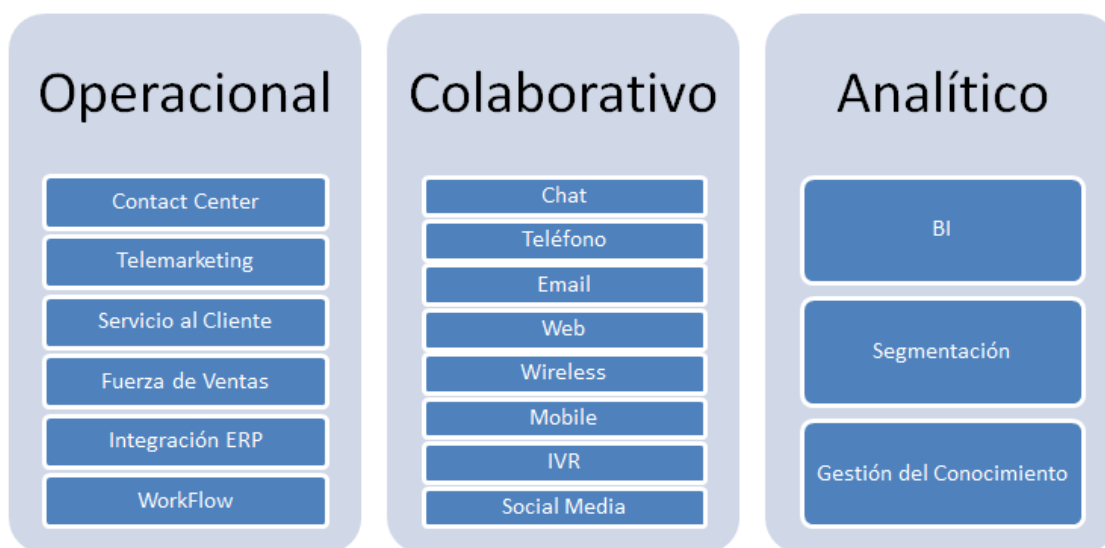 Operacional
Contact Center
Telemarketing
Servicio al Cliente
Fuerza de Ventas
Integración ERP
WorkFlow
Colaborativo
Chat
Teléfono
Email
Web
Wireless
Mobile
IVR
Social Media
Analítico
BI
Segmentación
Gestión del Conocimiento